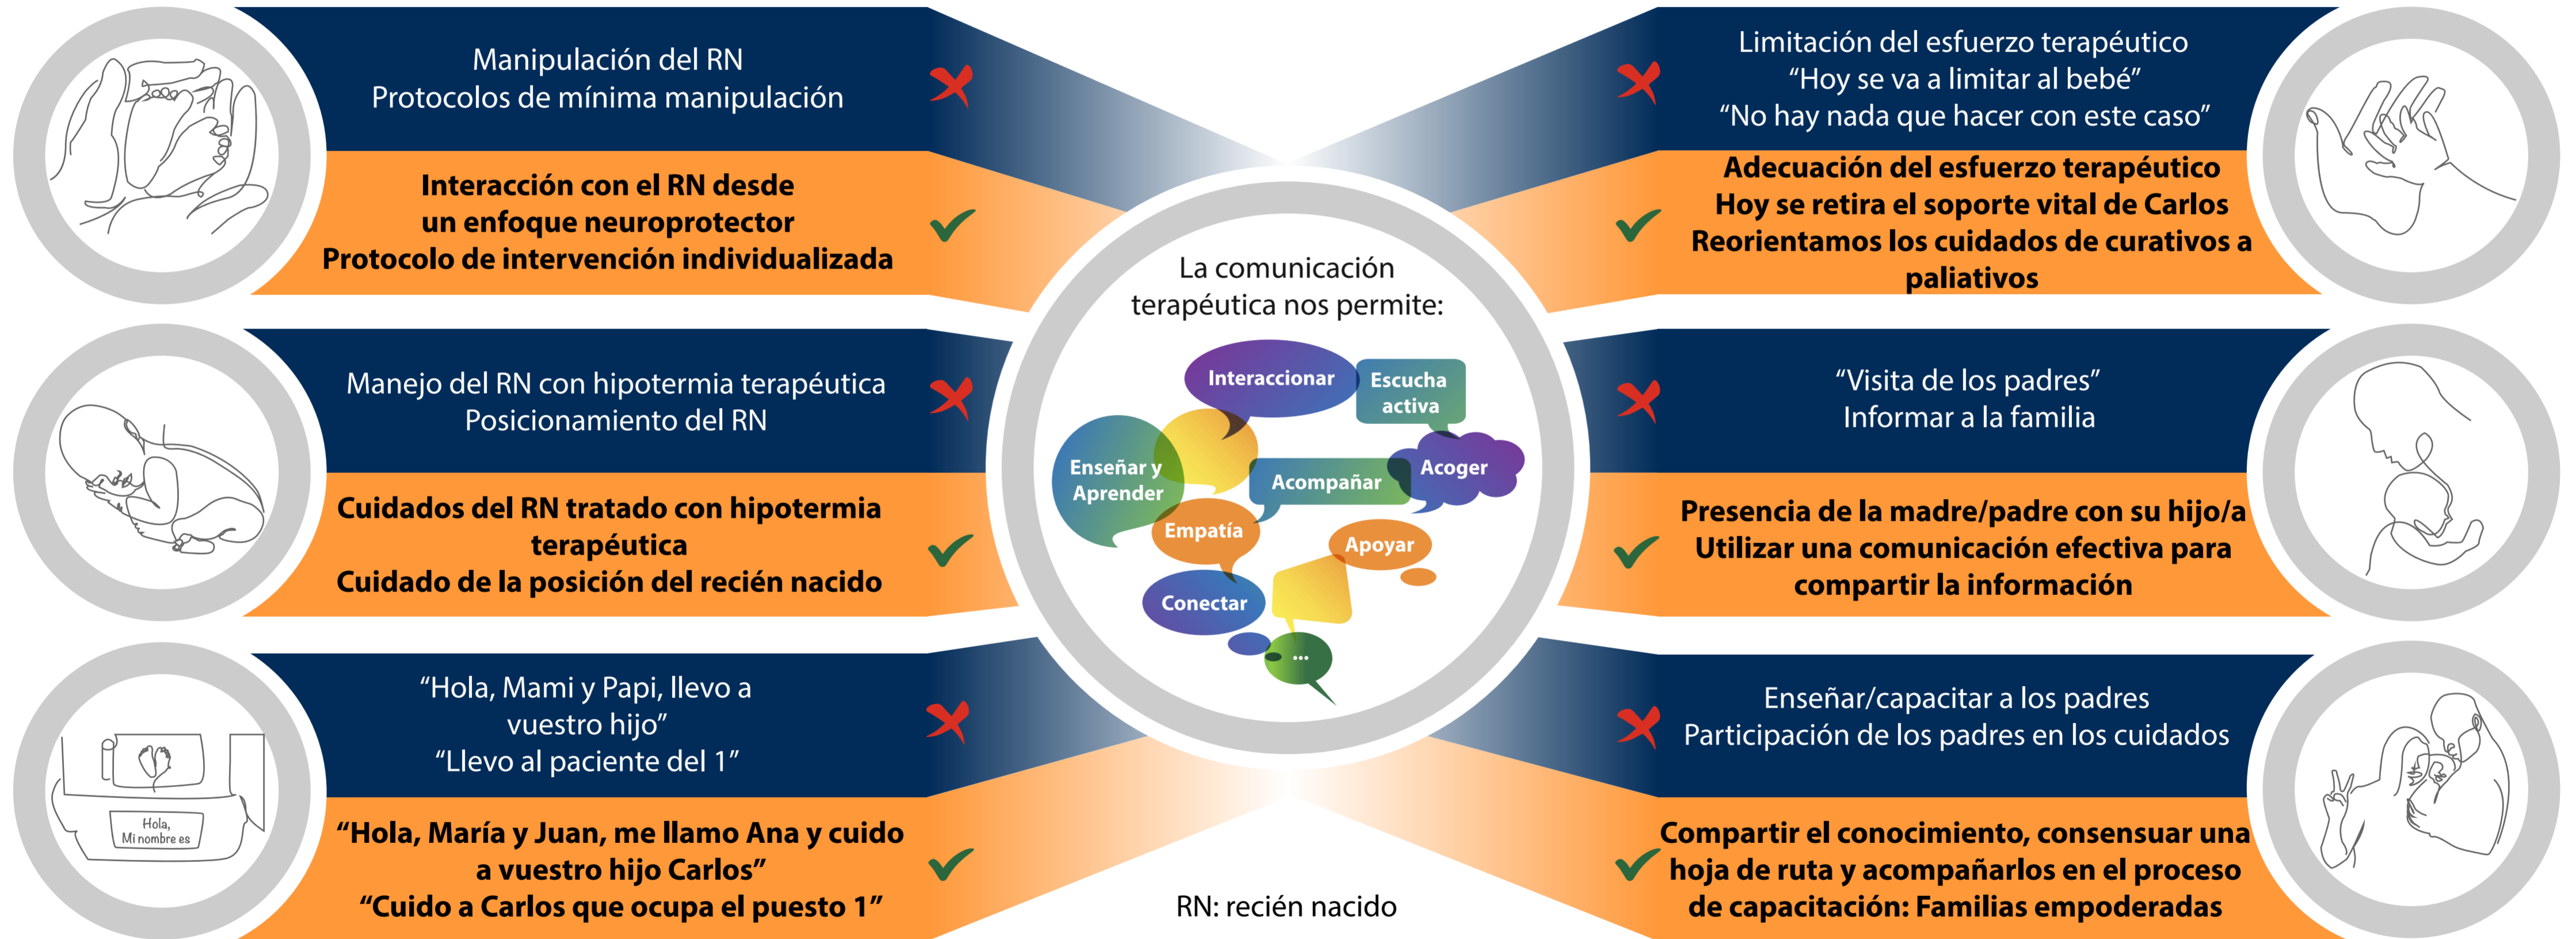 Manipulación del RN
Protocolos de mínima manipulación
Interacción con el RN desde
un enfoque neuroprotector
Protocolo de intervención individualizada
Manejo del RN con hipotermia terapéutica
Posicionamiento del RN
Cuidados del RN tratado con hipotermia
terapéutica
Cuidado de la posición del recién nacido
Hola,
Mi nombre es
“Hola, Mami y Papi, llevo a
vuestro hijo”
“Llevo al paciente del 1”
“Hola, María y Juan, me llamo Ana y cuido
a vuestro hijo Carlos”
“Cuido a Carlos que ocupa el puesto 1”
La comunicación
terapéutica nos permite:
Interaccionar
Escucha
activa
Enseñar y
Aprender
Acompañar
Acoger
Empatía
Apoyar
Conectar
...
RN: recién nacido
Limitación del esfuerzo terapéutico
“Hoy se va a limitar al bebé”
“No hay nada que hacer con este caso”
Adecuación del esfuerzo terapéutico
Hoy se retira el soporte vital de Carlos
Reorientamos los cuidados de curativos a
paliativos
“Visita de los padres”
Informar a la familia
Presencia de la madre/padre con su hijo/a
Utilizar una comunicación efectiva para
compartir la información
Enseñar/capacitar a los padres
Participación de los padres en los cuidados
Compartir el conocimiento, consensuar una
hoja de ruta y acompañarlos en el proceso
de capacitación: Familias empoderadas